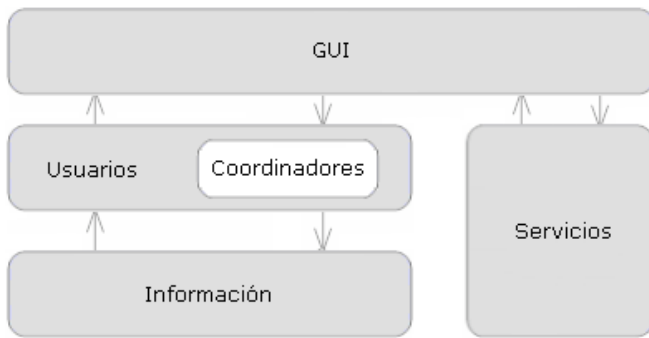 GUI
Usuarios
Coordinadores
Servicios
Información